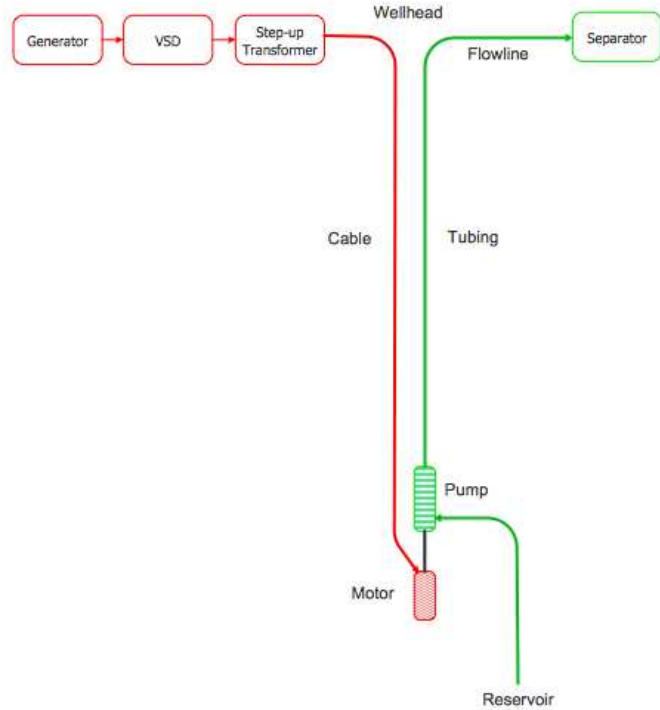 Wellhead
Generator
VSD
Step-up
Transformer
Separator
Flowline
Cable
Tubing
Pump
Motor
Reservoir